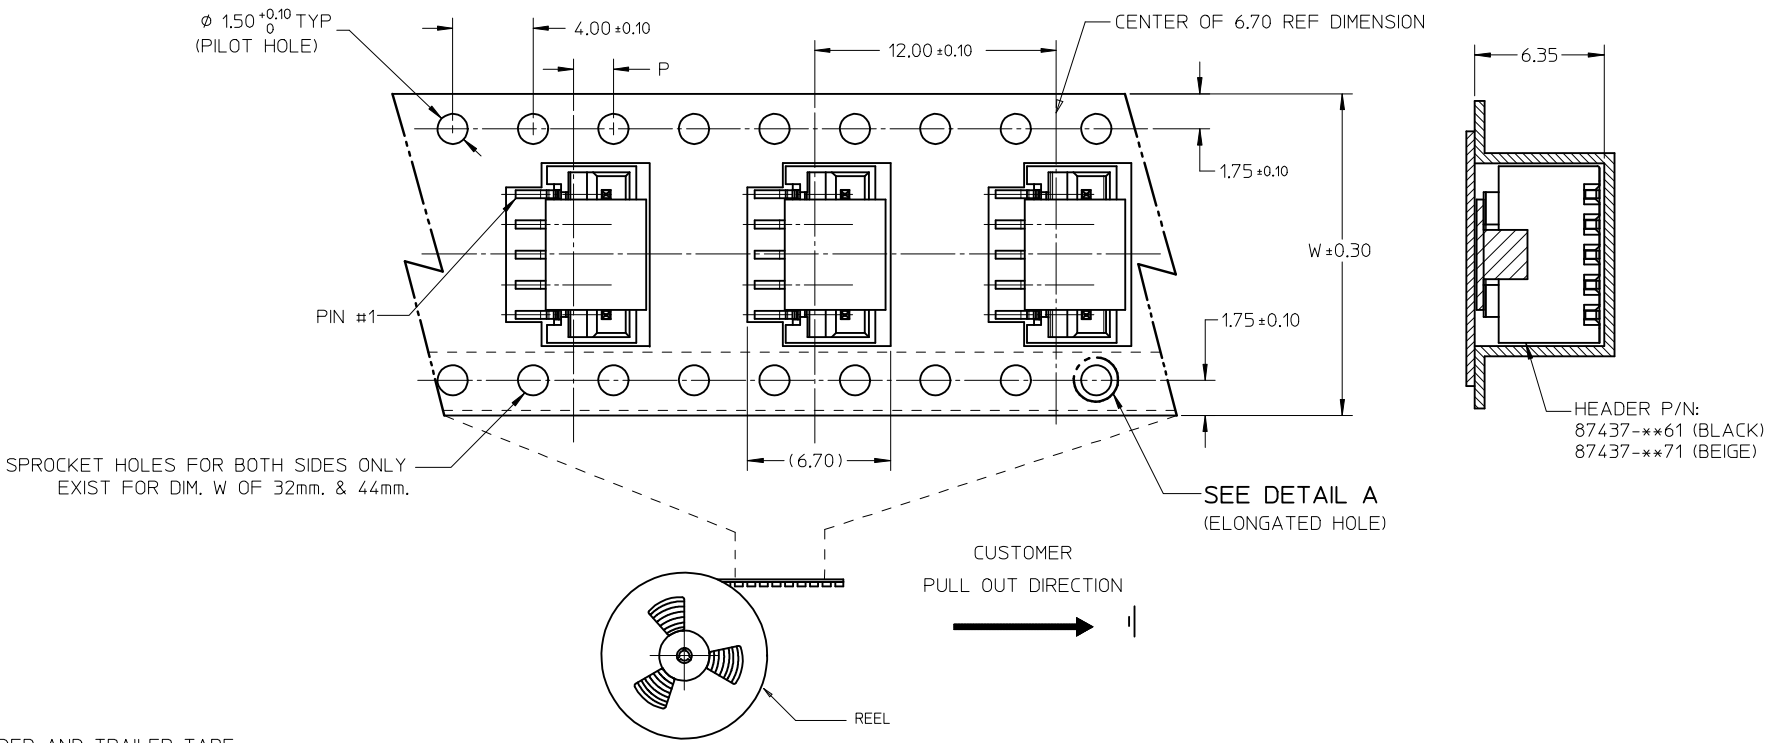 Ø 1.50 +0.10 0 TYP
(PILOT HOLE)
4.00 ±0.10
P
12.00 ±0.10
CENTER OF 6.70 REF DIMENSION
6.35
1.75 ±0.10
W ±0.30
PIN #1
1.75 ±0.10
HEADER P/N:
87437-**61 (BLACK)
87437-**71 (BEIGE)
(6.70)
SPROCKET HOLES FOR BOTH SIDES ONLY
EXIST FOR DIM. W OF 32mm. & 44mm.
SEE DETAIL A
(ELONGATED HOLE)
CUSTOMER
PULL OUT DIRECTION
REEL
AND TRAILER TAPE